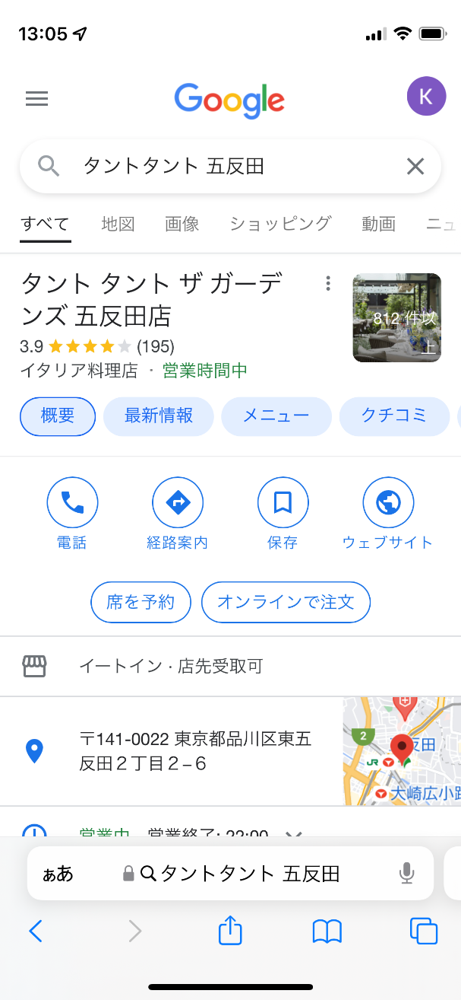 13:05
Google
K
タントタント 五反田
すべて 地図 画像 ショッピング 動画 ニュ
タント タント ザ ガーデ
ンズ 五反田店
812 件以
上
3.9 (195)
イタリア料理店 · 営業時間中
概要 最新情報 メニュー クチコミ
電話 経路案内 保存 ウェブサイト
席を予約 オンラインで注文
イートイン · 店先受取可
〒141-0022 東京都品川区東五
反田２丁目２−６
2
五反田
JR
大崎広小路
営業中 営業終了: 22:00
ぁあ タントタント 五反田